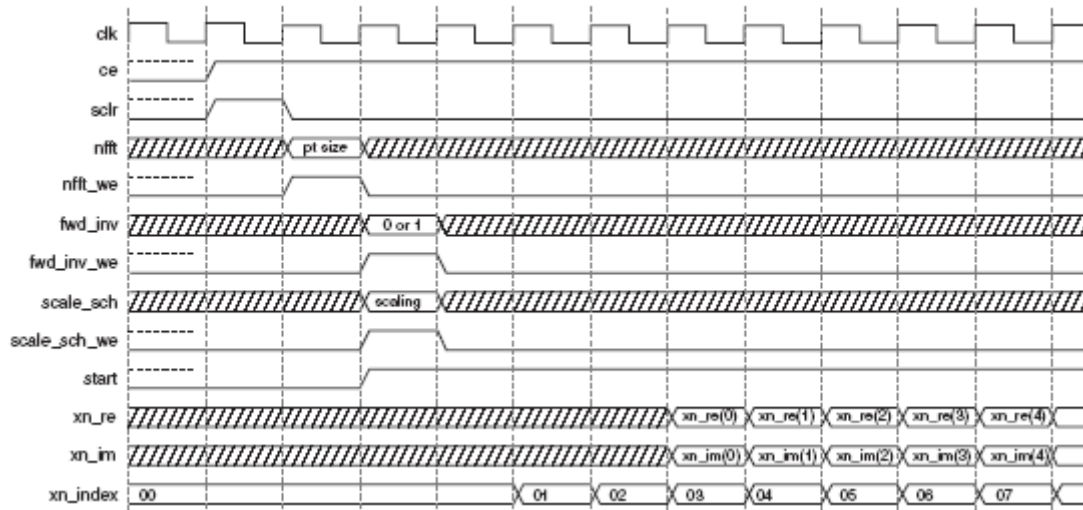 clk
ce
sclr
nfft pt size
nfft_we
fwd_inv 0 or 1
fwd_inv_we
scale_sch scaling
scale_sch_we
start
xn_re xn_re(0) xn_re(1) xn_re(2) xn_re(3) xn_re(4)
xn_im xn_im(0) xn_im(1) xn_im(2) xn_im(3) xn_im(4)
xn_index 00 01 02 03 04 05 06 07